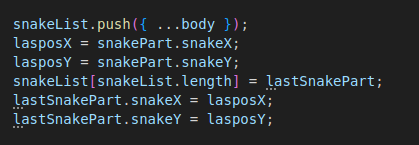 snakeList.push({ ...body });
lasposX = snakePart.snakeX;
lasposY = snakePart.snakeY;
snakeList[snakeList.length] = lastSnakePart;
lastSnakePart.snakeX = lasposX;
lastSnakePart.snakeY = lasposY;